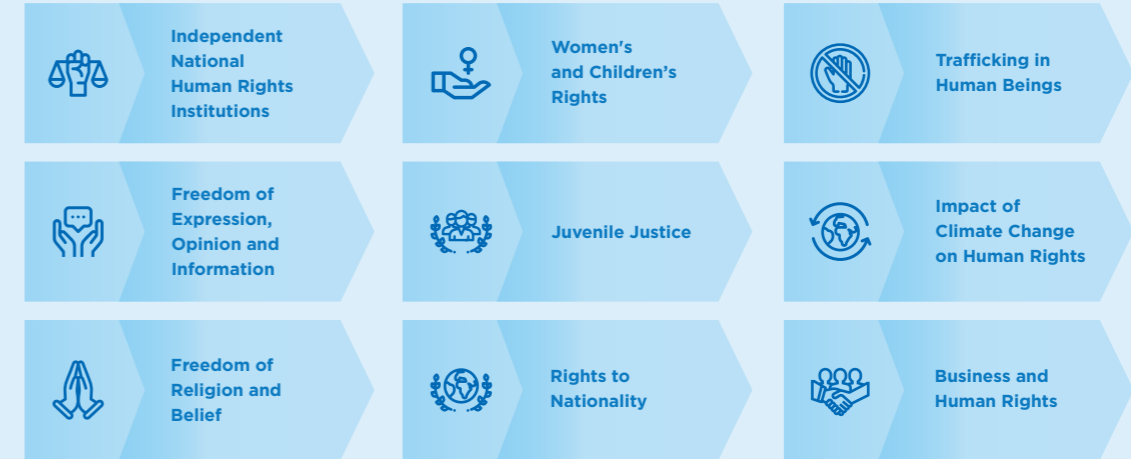 Independent
National
Human Rights
Institutions
Women's
and Children’s
Rights
Trafficking in
Human Beings
Freedom of
Expression,
Opinion and
Information
Juvenile Justice
Impact of
Climate Change
on Human Rights
Freedom of
Religion and
Belief
Rights to
Nationality
Business and
Human Rights